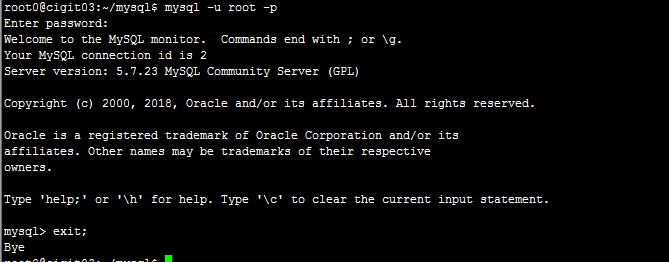 root0@cigit03:~/mysql$ mysql -u root -p
Enter password:
Welcome to the MySQL monitor.  Commands end with ; or \g.
Your MySQL connection id is 2
Server version: 5.7.23 MySQL Community Server (GPL)
Copyright (c) 2000, 2018, Oracle and/or its affiliates. All rights reserved.
Oracle is a registered trademark of Oracle Corporation and/or its
affiliates. Other names may be trademarks of their respective
owners.
Type 'help;' or '\h' for help. Type '\c' to clear the current input statement.
mysql> exit;
Bye
root0@cigit03:~/mysql$